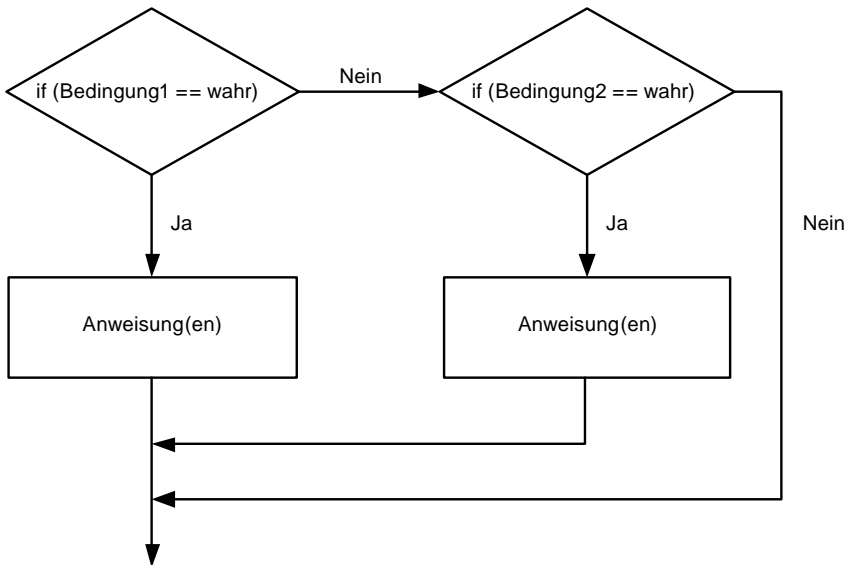 if (Bedingung1 == wahr)
Nein
if (Bedingung2 == wahr)
Ja
Ja
Nein
Anweisung(en)
Anweisung(en)